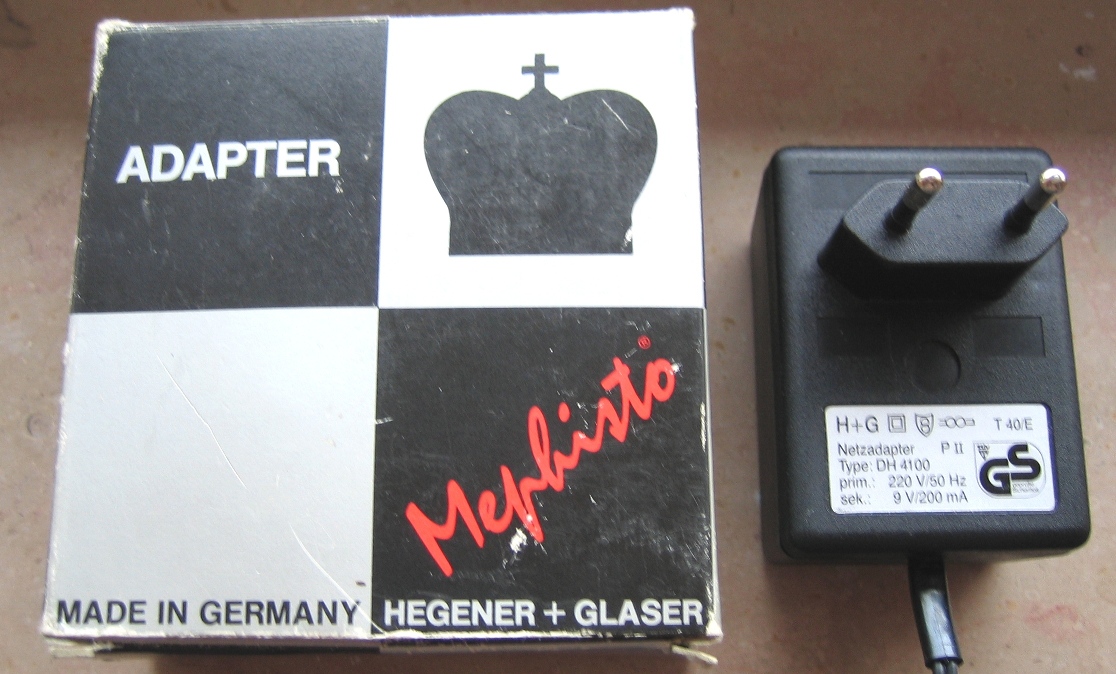 ADAPTER
Mephisto®
MADE IN GERMANY
HEGENER + GLASER
H+G T 40/E
Netzadapter P II
Type: DH 4100
prim.: 220 V/50 Hz
sek.: 9 V/200 mA
GS